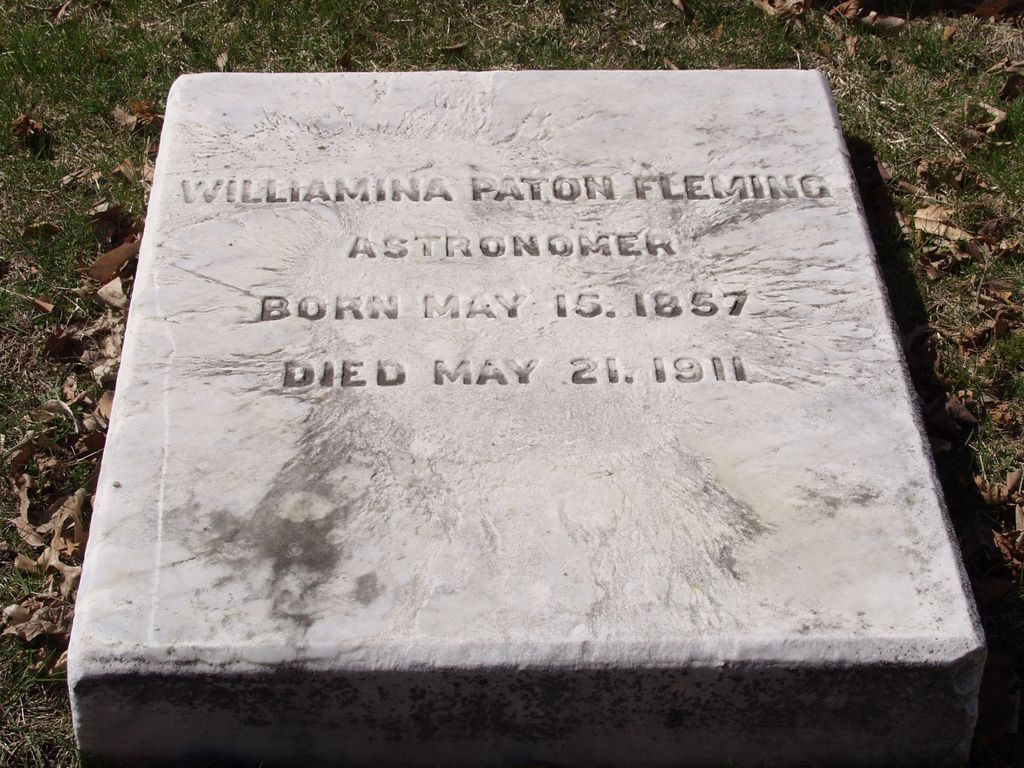 WILLIAMINA PATON FLEMING
ASTRONOMER
BORN MAY 15. 1857
DIED MAY 21. 1911